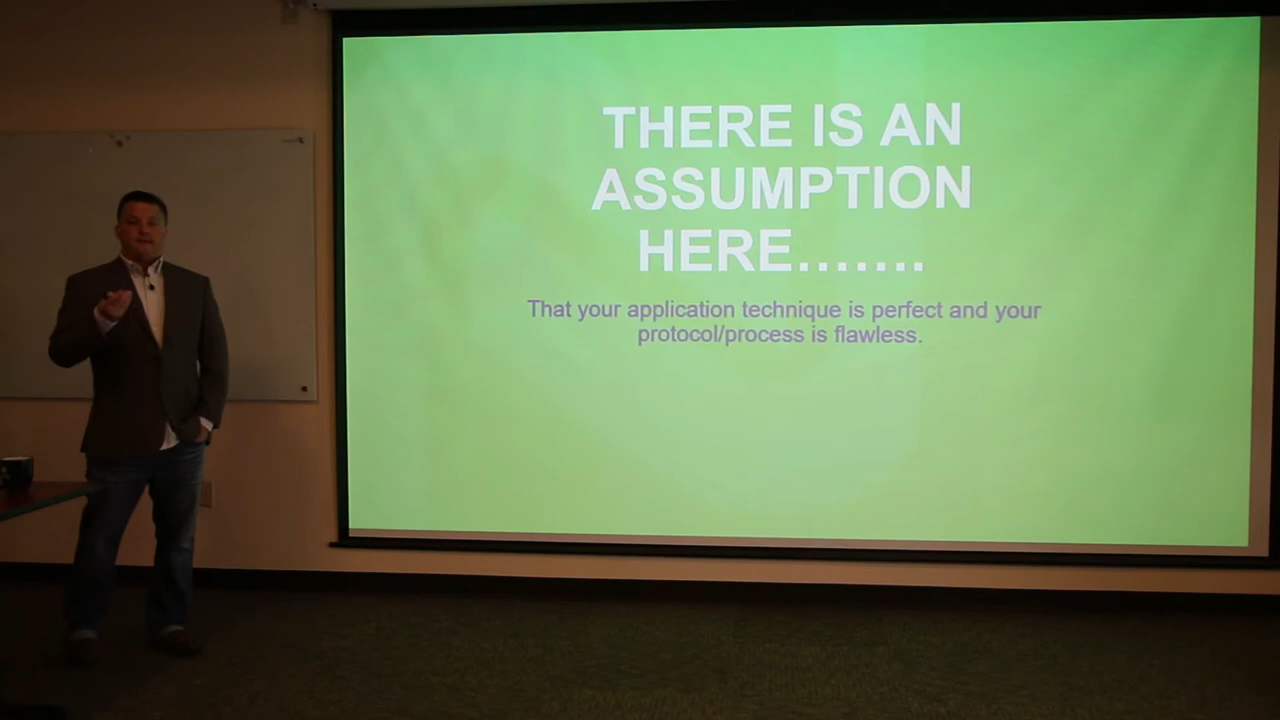 THERE IS AN
ASSUMPTION
HERE.......
That your application technique is perfect and your
protocol/process is flawless.